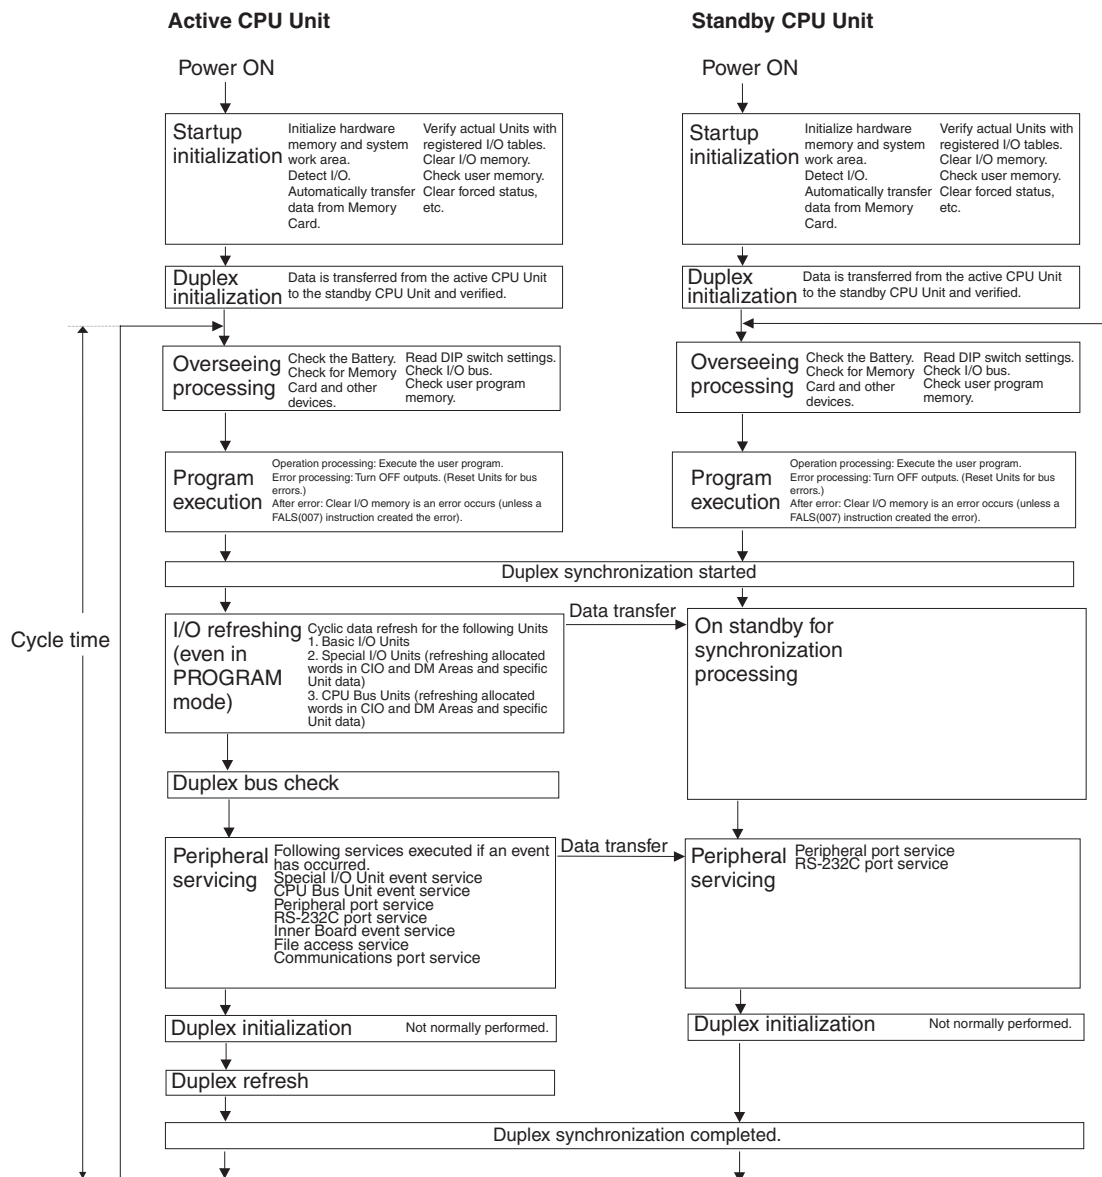 Active CPU Unit
Standby CPU Unit
Power ON
Power ON
Startup
initialization
Initialize hardware
memory and system
work area.
Detect I/O.
Automatically transfer
data from Memory
Card.
Verify actual Units with
registered I/O tables.
Clear I/O memory.
Check user memory.
Clear forced status,
etc.
Startup
initialization
Initialize hardware
memory and system
work area.
Detect I/O.
Automatically transfer
data from Memory
Card.
Verify actual Units with
registered I/O tables.
Clear I/O memory.
Check user memory.
Clear forced status,
etc.
Duplex
initialization
Data is transferred from the active CPU Unit
to the standby CPU Unit and verified.
Duplex
initialization
Data is transferred from the active CPU Unit
to the standby CPU Unit and verified.
Overseeing
processing
Check the Battery.
Check for Memory
Card and other
devices.
Read DIP switch settings.
Check I/O bus.
Check user program
memory.
Overseeing
processing
Check the Battery.
Check for Memory
Card and other
devices.
Read DIP switch settings.
Check I/O bus.
Check user program
memory.
Program
execution
Operation processing: Execute the user program.
Error processing: Turn OFF outputs. (Reset Units for bus
errors.)
After error: Clear I/O memory is an error occurs (unless a
FALS(007) instruction created the error).
Program
execution
Operation processing: Execute the user program.
Error processing: Turn OFF outputs. (Reset Units for bus
errors.)
After error: Clear I/O memory is an error occurs (unless a
FALS(007) instruction created the error).
Duplex synchronization started
Cycle time
I/O refreshing
(even in
PROGRAM
mode)
Cyclic data refresh for the following Units
1. Basic I/O Units
2. Special I/O Units (refreshing allocated
words in CIO and DM Areas and specific
Unit data)
3. CPU Bus Units (refreshing allocated
words in CIO and DM Areas and specific
Unit data)
Data transfer
On standby for
synchronization
processing
Duplex bus check
Peripheral
servicing
Following services executed if an event
has occurred.
Special I/O Unit event service
CPU Bus Unit event service
Peripheral port service
RS-232C port service
Inner Board event service
File access service
Communications port service
Data transfer
Peripheral
servicing
Peripheral port service
RS-232C port service
Duplex initialization
Not normally performed.
Duplex initialization
Not normally performed.
Duplex refresh
Duplex synchronization completed.